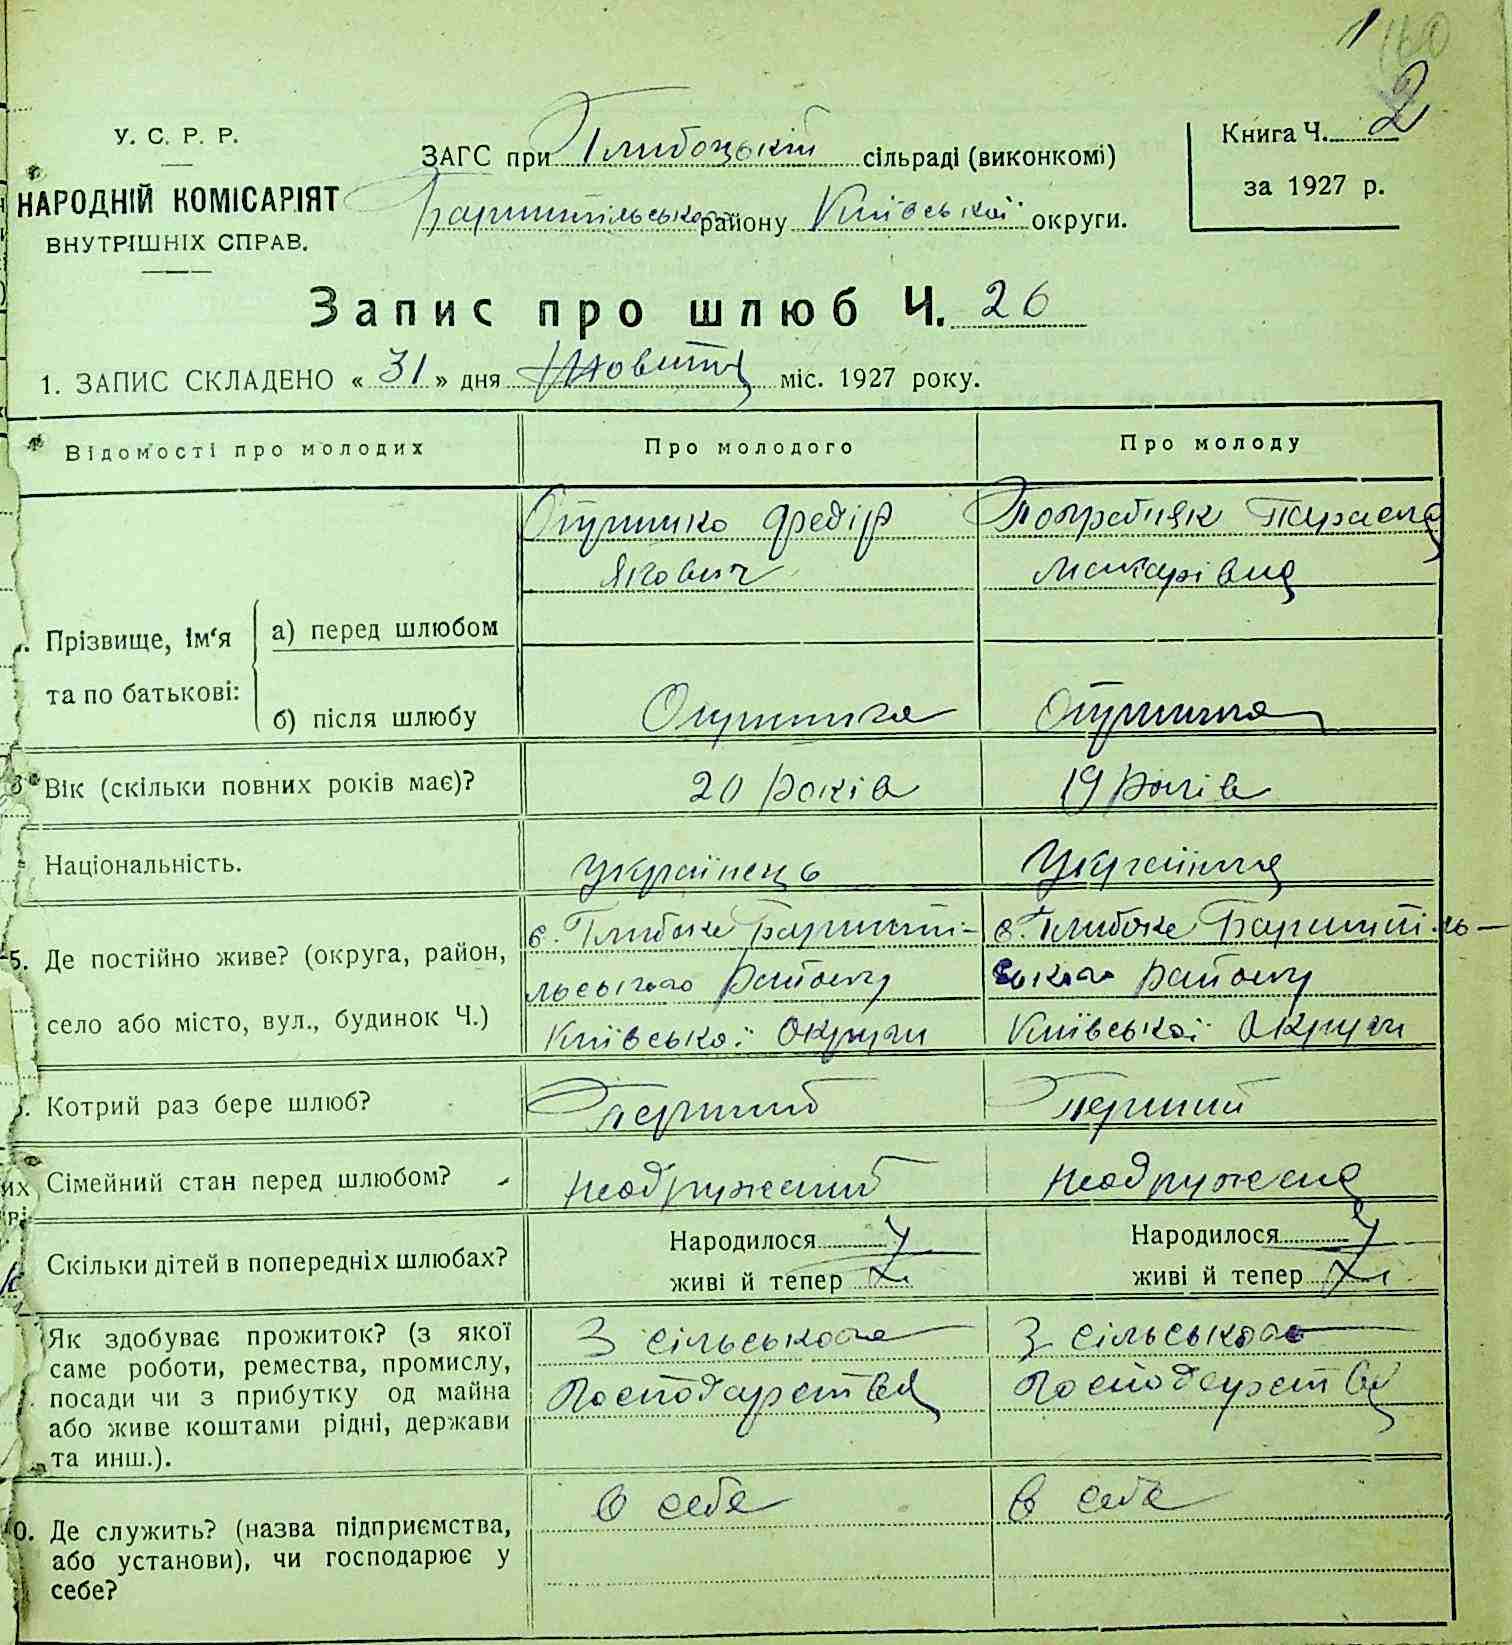 1
2
У. С. Р. Р.
НАРОДНІЙ КОМІСАРІЯТ
ВНУТРІШНІХ СПРАВ.
ЗАГС при Глибоцькій сільраді (виконкомі)
Баришпільського району Київської округи.
Книга Ч. 2
за 1927 р.
Запис про шлюб Ч. 26
1. ЗАПИС СКЛАДЕНО « 31 » дня Жовтня міс. 1927 року.
Відомості про молодих
Про молодого
Про молоду
Прізвище, ім'я
та по батькові:
а) перед шлюбом
Опришко Федір
Якович
Погребняк Параска
Макарівна
б) після шлюбу
Опришко
Опришко
Вік (скільки повних років має)?
20 років
19 років
Національність.
Українець
Українка
5. Де постійно живе? (округа, район,
село або місто, вул., будинок Ч.)
с. Глибоке Баришпі-
льського району
Київської Округи
с. Глибоке Баришпіль-
ського району
Київської Округи
Котрий раз бере шлюб?
Перший
Перший
Сімейний стан перед шлюбом?
Неодружений
Неодружена
Скільки дітей в попередніх шлюбах?
Народилося
живі й тепер
Народилося
живі й тепер
Як здобуває прожиток? (з якої
саме роботи, ремества, промислу,
посади чи з прибутку од майна
або живе коштами рідні, держави
та инш.).
З сільського
Господарства
З сільського
Господарства
0. Де служить? (назва підприємства,
або установи), чи господарює у
себе?
в себе
в себе